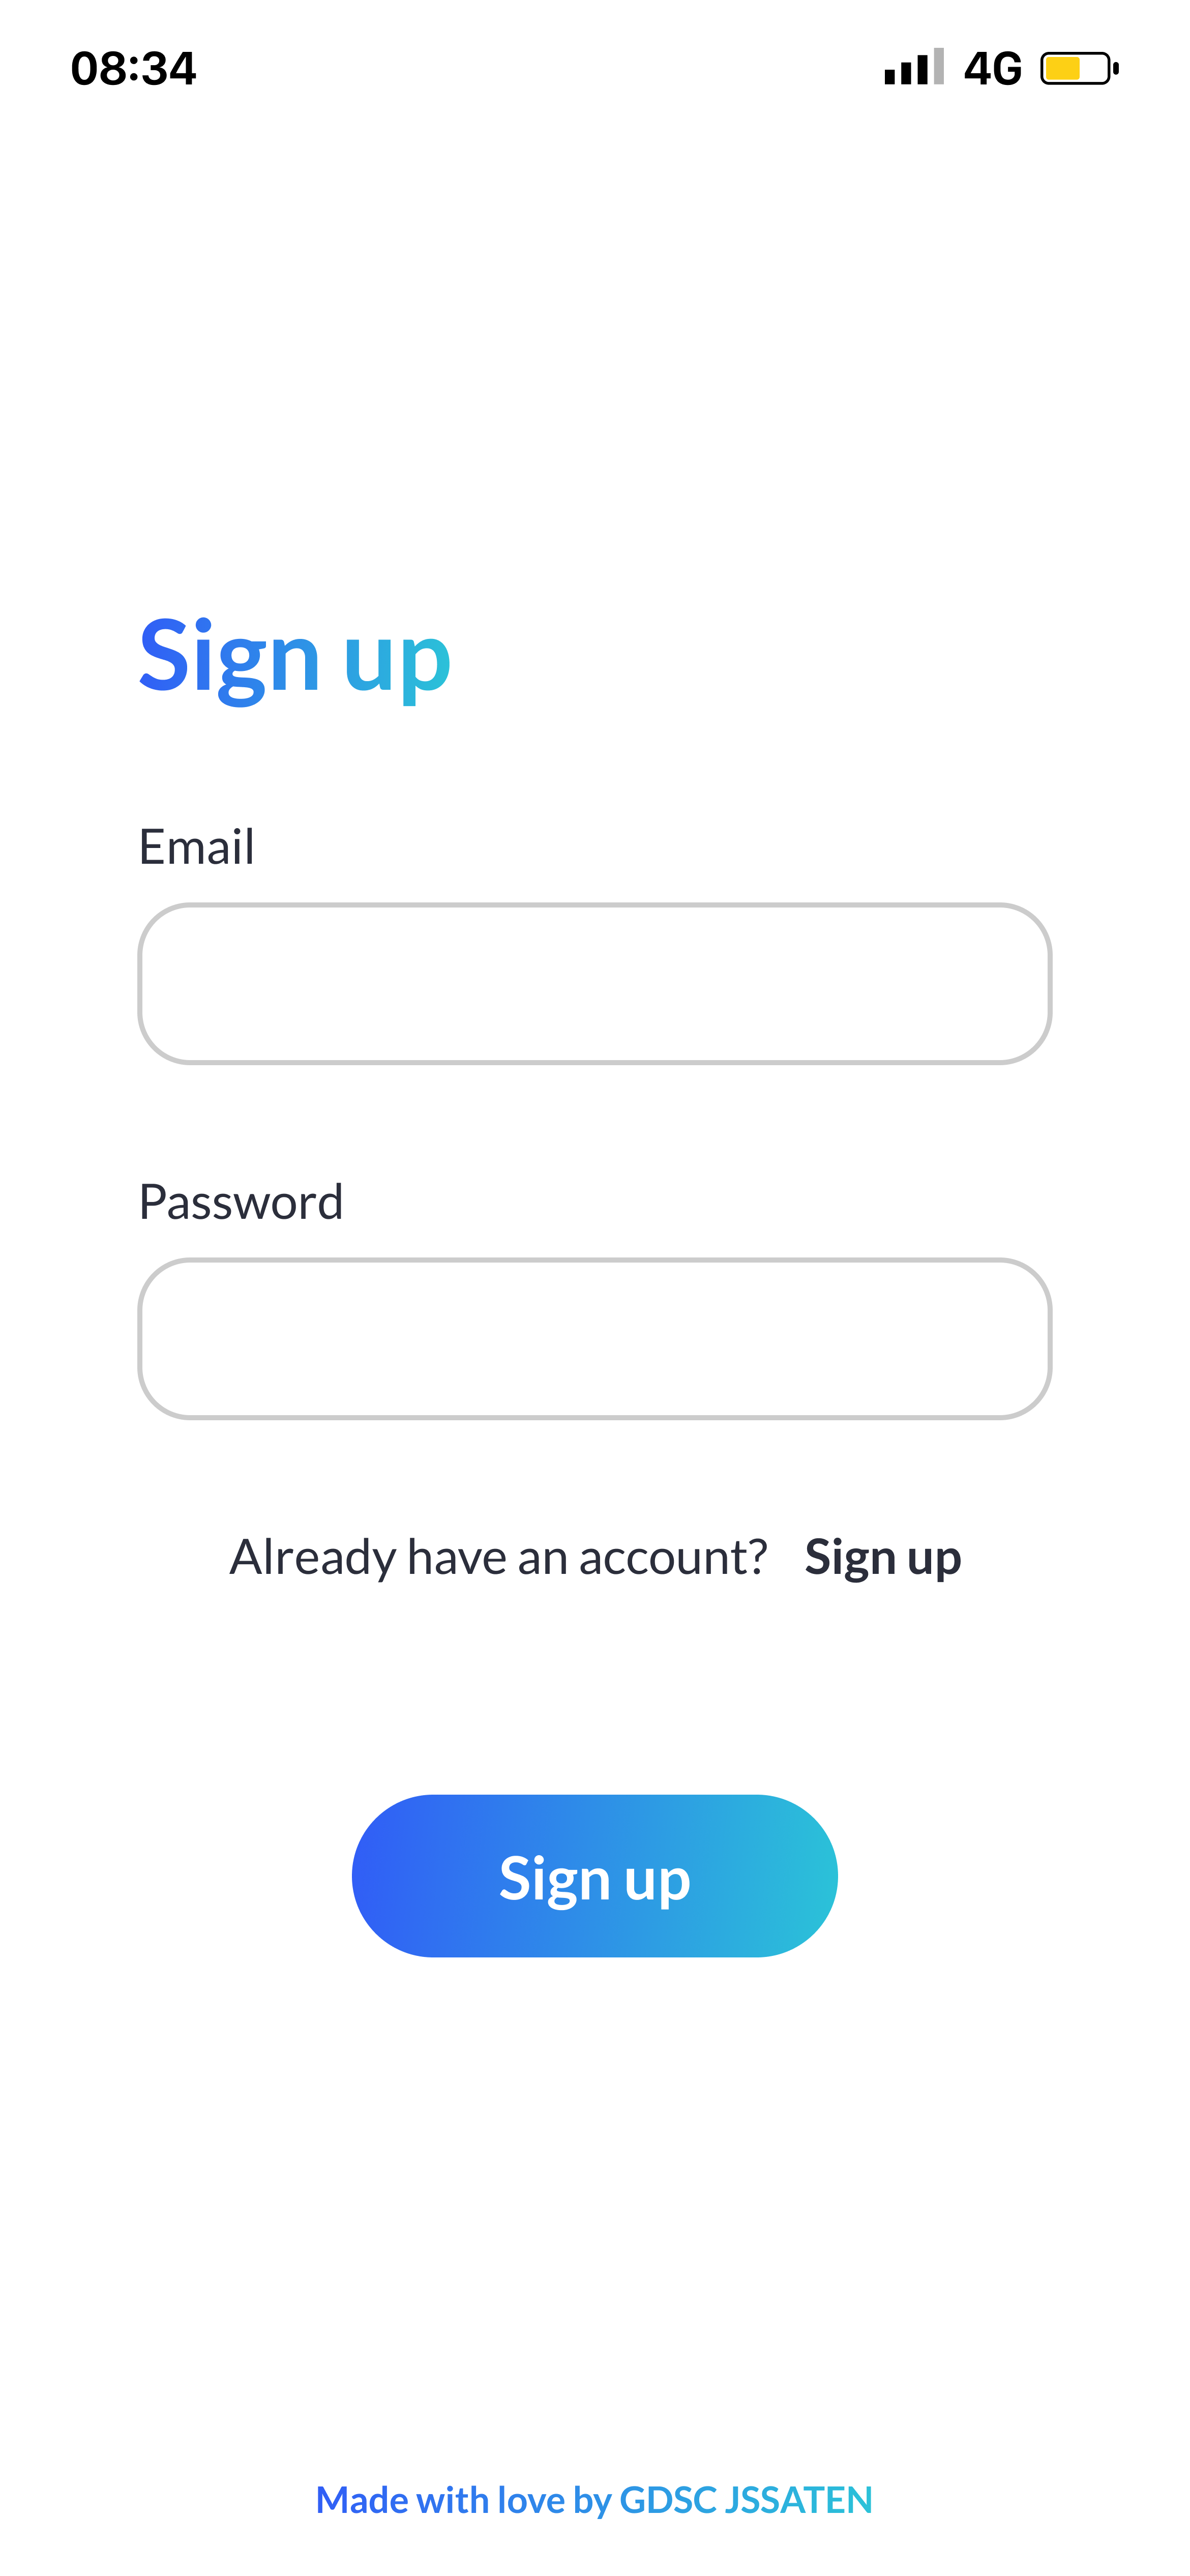 08:34 4G
Sign up
Email
Password
Already have an account? Sign up
Sign up
Made with love by GDSC JSSATEN